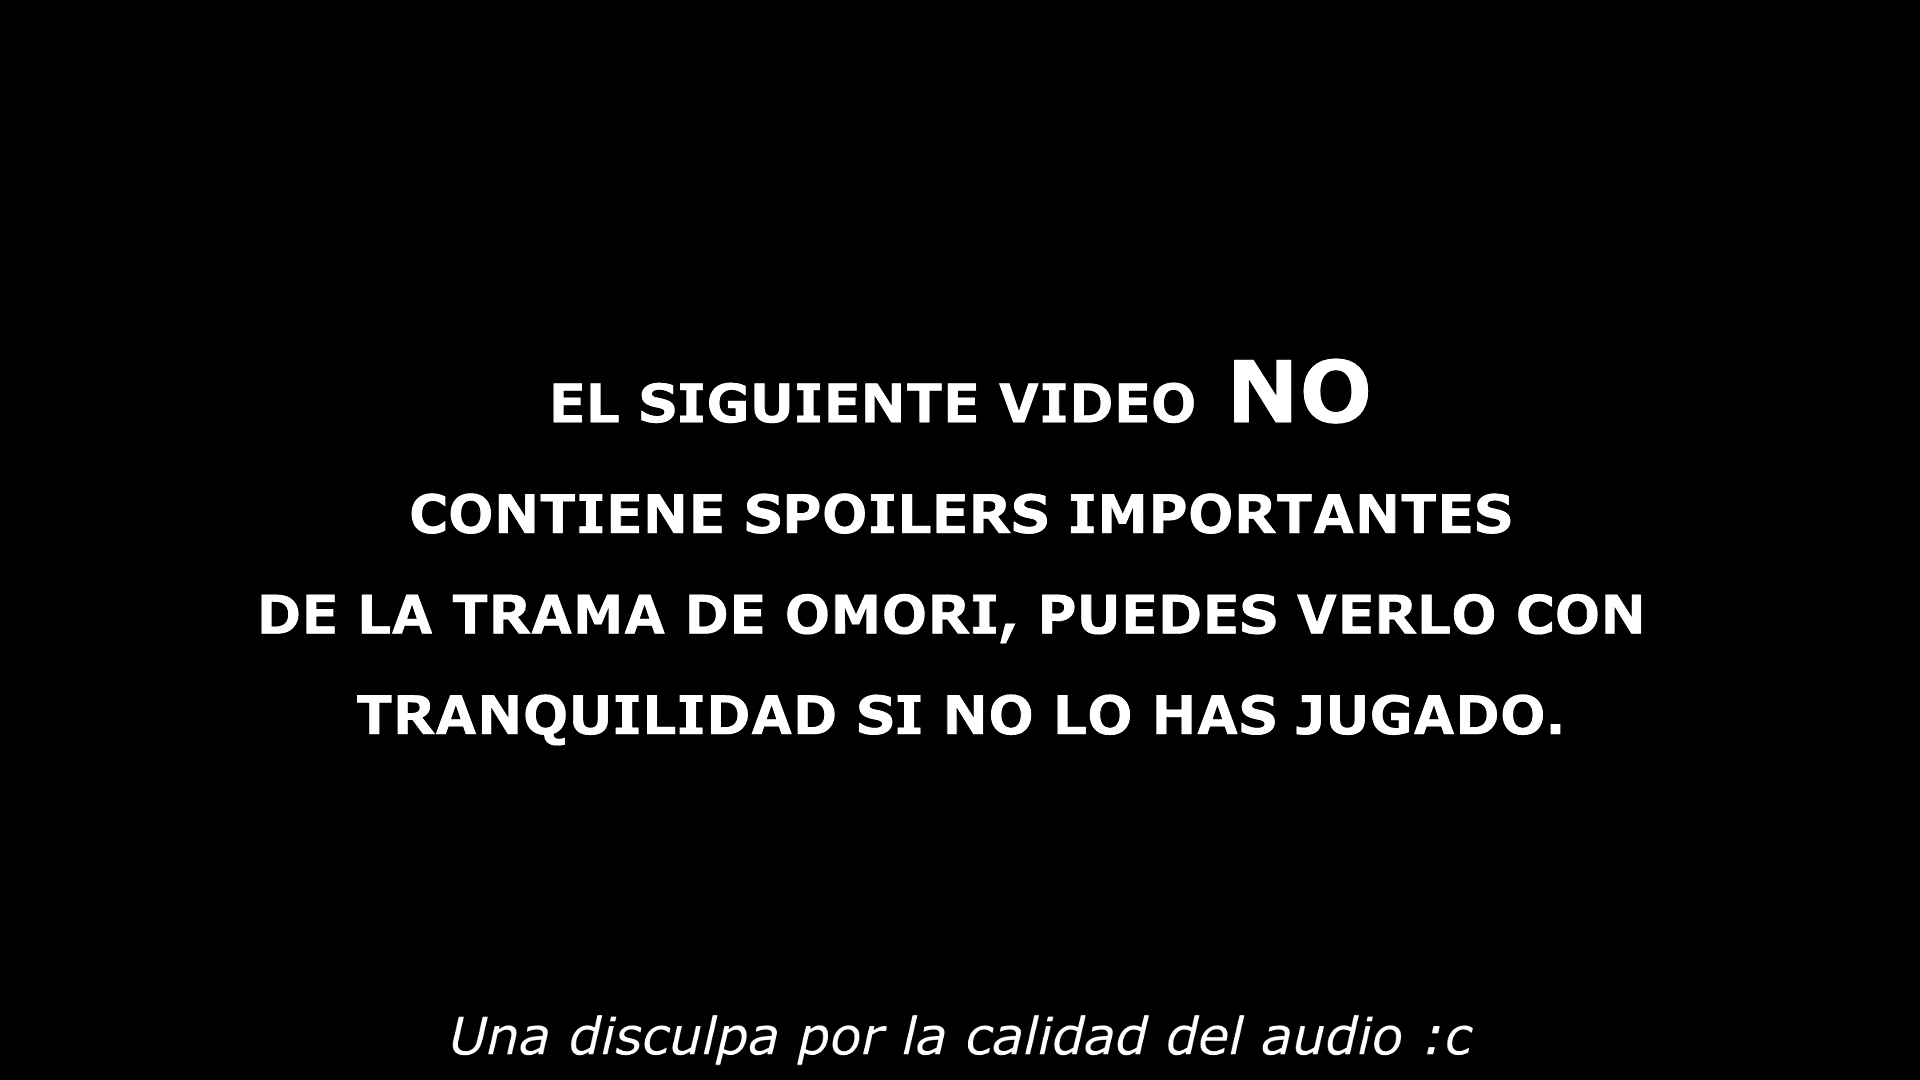 EL SIGUIENTE VIDEO NO
CONTIENE SPOILERS IMPORTANTES
DE LA TRAMA DE OMORI, PUEDES VERLO CON
TRANQUILIDAD SI NO LO HAS JUGADO.
Una disculpa por la calidad del audio :c